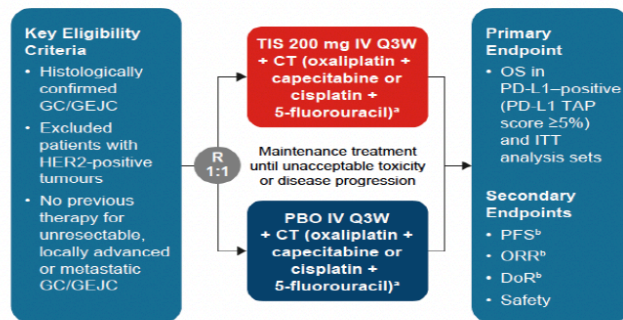 Key Eligibility
Criteria
• Histologically
confirmed
GC/GEJC
• Excluded
patients with
HER2-positive
tumours
• No previous
therapy for
unresectable,
locally advanced
or metastatic
GC/GEJC
R
1:1
TIS 200 mg IV Q3W
+ CT (oxaliplatin +
capecitabine or
cisplatin +
5-fluorouracil)ᵃ
Maintenance treatment
until unacceptable toxicity
or disease progression
PBO IV Q3W
+ CT (oxaliplatin +
capecitabine or
cisplatin +
5-fluorouracil)ᵃ
Primary
Endpoint
• OS in
PD-L1–positive
(PD-L1 TAP
score ≥5%)
and ITT
analysis sets
Secondary
Endpoints
• PFSᵇ
• ORRᵇ
• DoRᵇ
• Safety